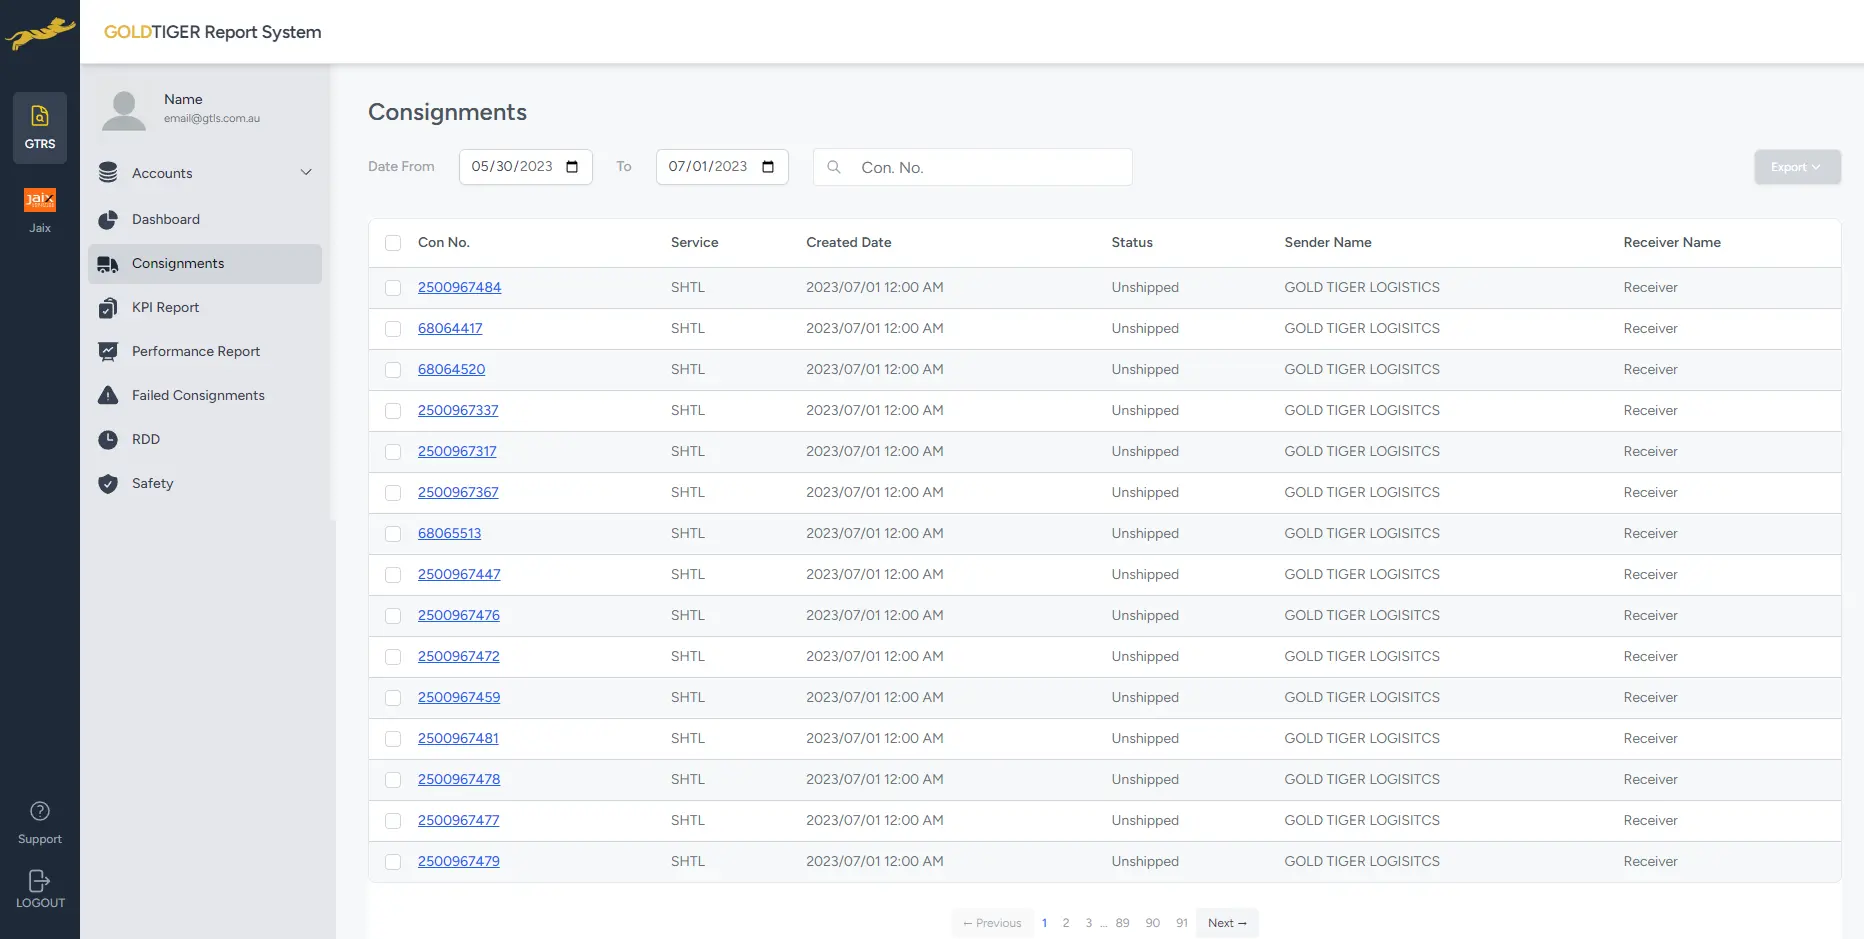 GOLDTIGER Report System
GTRS
jaix
Jaix
Support
LOGOUT
Name
email@gtls.com.au
Accounts
Dashboard
Consignments
KPI Report
Performance Report
Failed Consignments
RDD
Safety
Consignments
Date From 05/30/2023 To 07/01/2023 Con. No. Export
Con No. Service Created Date Status Sender Name Receiver Name
2500967484 SHTL 2023/07/01 12:00 AM Unshipped GOLD TIGER LOGISTICS Receiver
68064417 SHTL 2023/07/01 12:00 AM Unshipped GOLD TIGER LOGISITCS Receiver
68064520 SHTL 2023/07/01 12:00 AM Unshipped GOLD TIGER LOGISITCS Receiver
2500967337 SHTL 2023/07/01 12:00 AM Unshipped GOLD TIGER LOGISITCS Receiver
2500967317 SHTL 2023/07/01 12:00 AM Unshipped GOLD TIGER LOGISITCS Receiver
2500967367 SHTL 2023/07/01 12:00 AM Unshipped GOLD TIGER LOGISITCS Receiver
68065513 SHTL 2023/07/01 12:00 AM Unshipped GOLD TIGER LOGISITCS Receiver
2500967447 SHTL 2023/07/01 12:00 AM Unshipped GOLD TIGER LOGISITCS Receiver
2500967476 SHTL 2023/07/01 12:00 AM Unshipped GOLD TIGER LOGISITCS Receiver
2500967472 SHTL 2023/07/01 12:00 AM Unshipped GOLD TIGER LOGISITCS Receiver
2500967459 SHTL 2023/07/01 12:00 AM Unshipped GOLD TIGER LOGISITCS Receiver
2500967481 SHTL 2023/07/01 12:00 AM Unshipped GOLD TIGER LOGISITCS Receiver
2500967478 SHTL 2023/07/01 12:00 AM Unshipped GOLD TIGER LOGISITCS Receiver
2500967477 SHTL 2023/07/01 12:00 AM Unshipped GOLD TIGER LOGISITCS Receiver
2500967479 SHTL 2023/07/01 12:00 AM Unshipped GOLD TIGER LOGISITCS Receiver
← Previous 1 2 3 ... 89 90 91 Next →